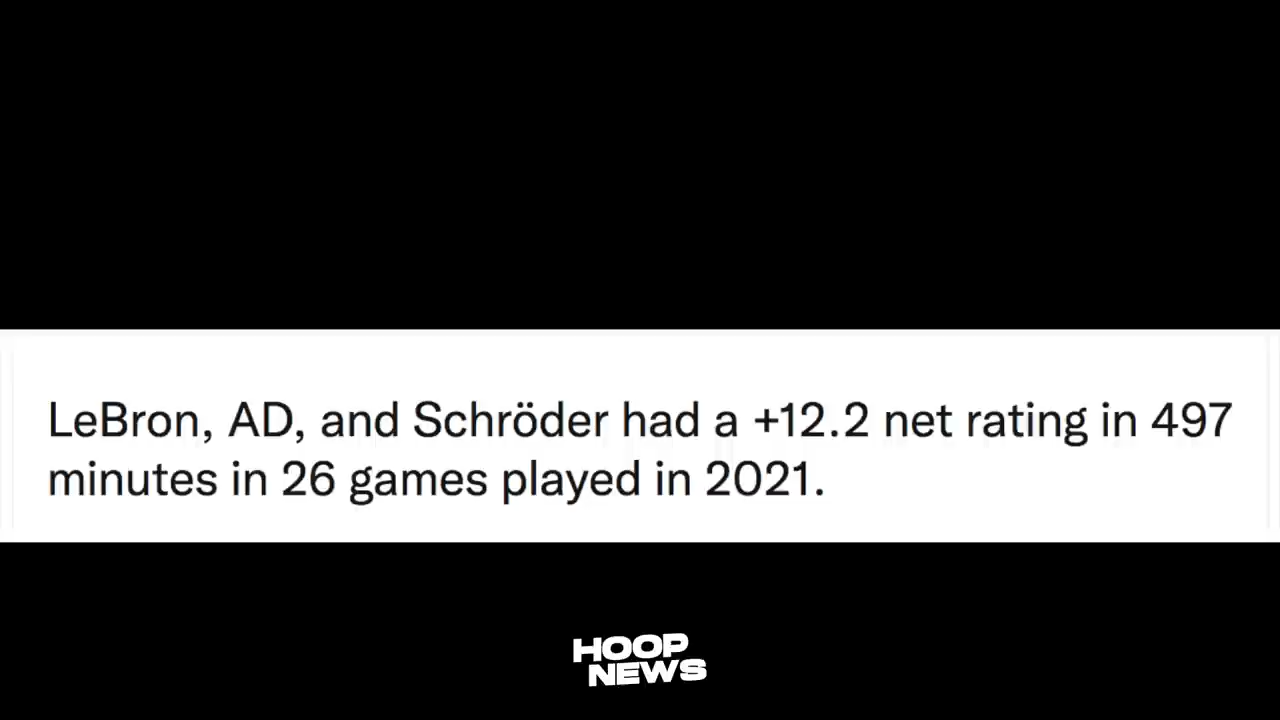 LeBron, AD, and Schröder had a +12.2 net rating in 497
minutes in 26 games played in 2021.
HOOP
NEWS